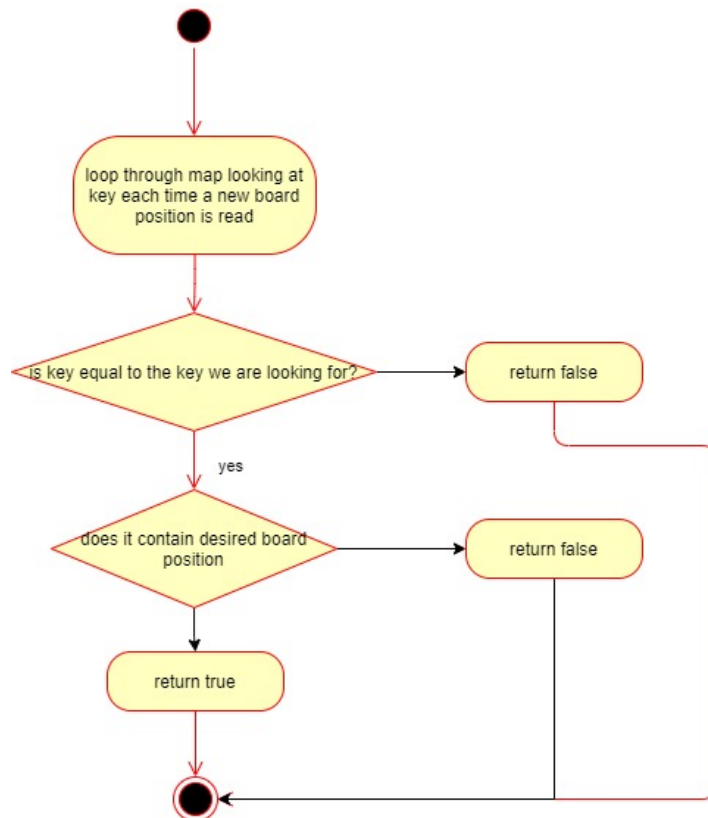 loop through map looking at
key each time a new board
position is read
is key equal to the key we are looking for?
return false
yes
does it contain desired board
position
return false
return true